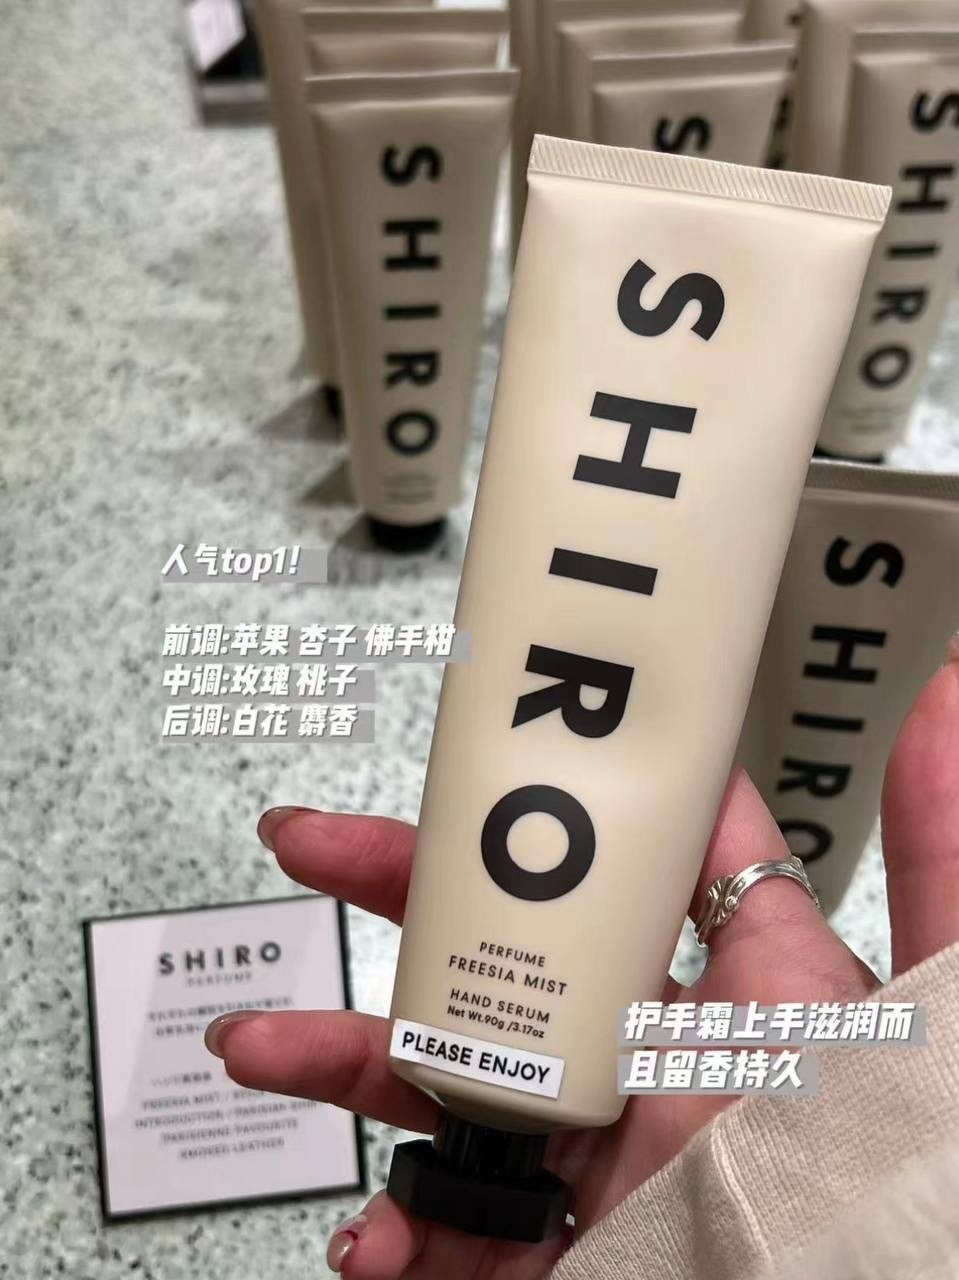 SHIRO
SHIRO
SHIRO
SHIRO
人气top1!
前调:苹果 杏子 佛手柑
中调:玫瑰 桃子
后调:白花 麝香
PERFUME
FREESIA MIST
HAND SERUM
Net Wt.90g /3.17oz
PLEASE ENJOY
护手霜上手滋润而
且留香持久
SHIRO
PERFUME
INTRODUCTION / PARISIAN
PARISIENNE FAVOURITE
SMOKED LEATHER